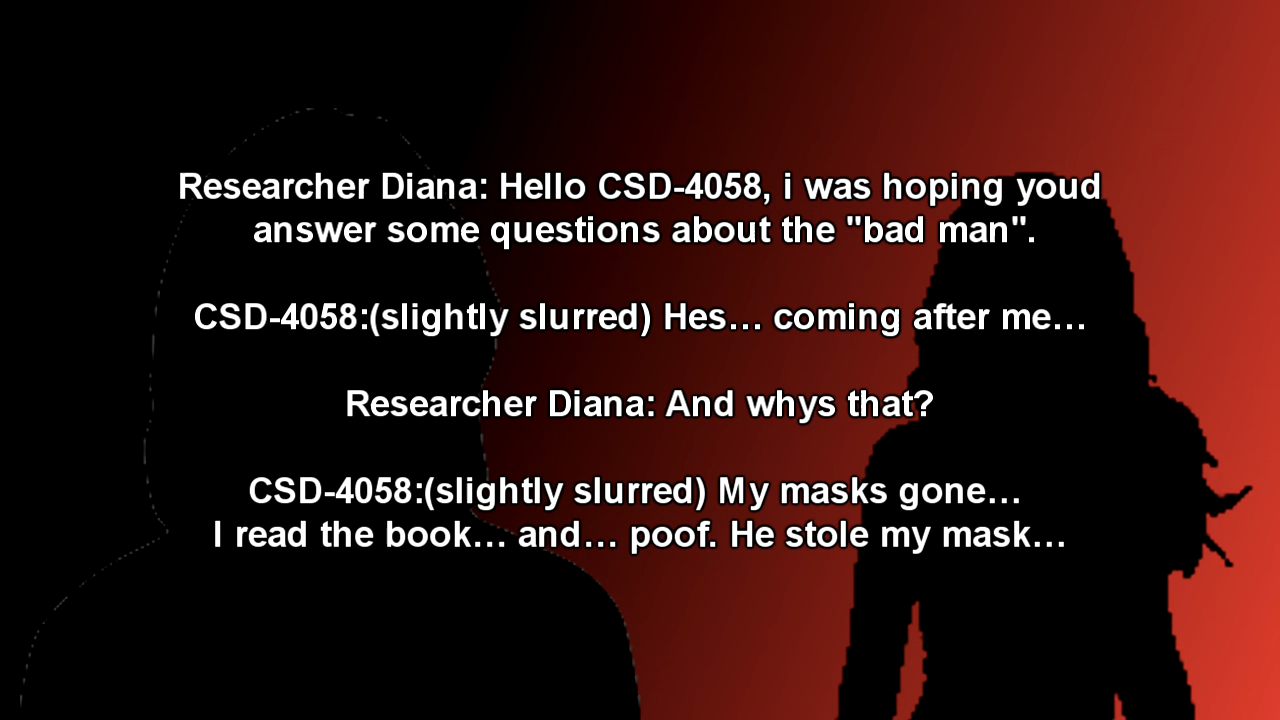 Researcher Diana: Hello CSD-4058, i was hoping youd
answer some questions about the "bad man".
CSD-4058:(slightly slurred) Hes... coming after me...
Researcher Diana: And whys that?
CSD-4058:(slightly slurred) My masks gone...
I read the book... and... poof. He stole my mask...